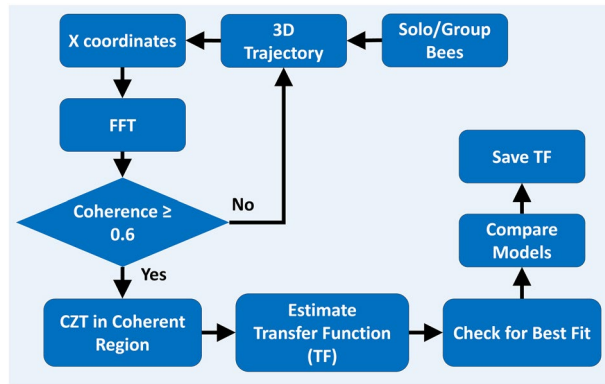 X coordinates
3D
Trajectory
Solo/Group
Bees
FFT
Coherence ≥
0.6
No
Yes
CZT in Coherent
Region
Estimate
Transfer Function
(TF)
Check for Best Fit
Compare
Models
Save TF